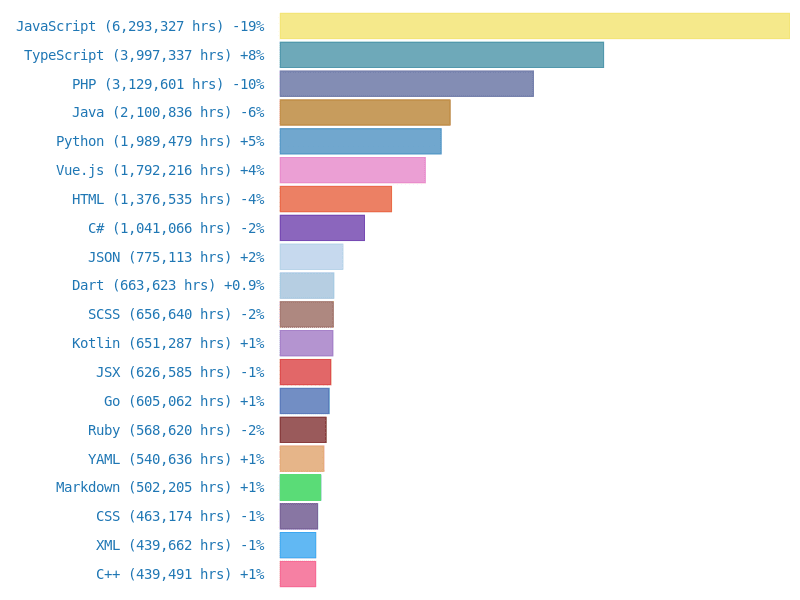 JavaScript (6,293,327 hrs) -19%
TypeScript (3,997,337 hrs) +8%
PHP (3,129,601 hrs) -10%
Java (2,100,836 hrs) -6%
Python (1,989,479 hrs) +5%
Vue.js (1,792,216 hrs) +4%
HTML (1,376,535 hrs) -4%
C# (1,041,066 hrs) -2%
JSON (775,113 hrs) +2%
Dart (663,623 hrs) +0.9%
SCSS (656,640 hrs) -2%
Kotlin (651,287 hrs) +1%
JSX (626,585 hrs) -1%
Go (605,062 hrs) +1%
Ruby (568,620 hrs) -2%
YAML (540,636 hrs) +1%
Markdown (502,205 hrs) +1%
CSS (463,174 hrs) -1%
XML (439,662 hrs) -1%
C++ (439,491 hrs) +1%